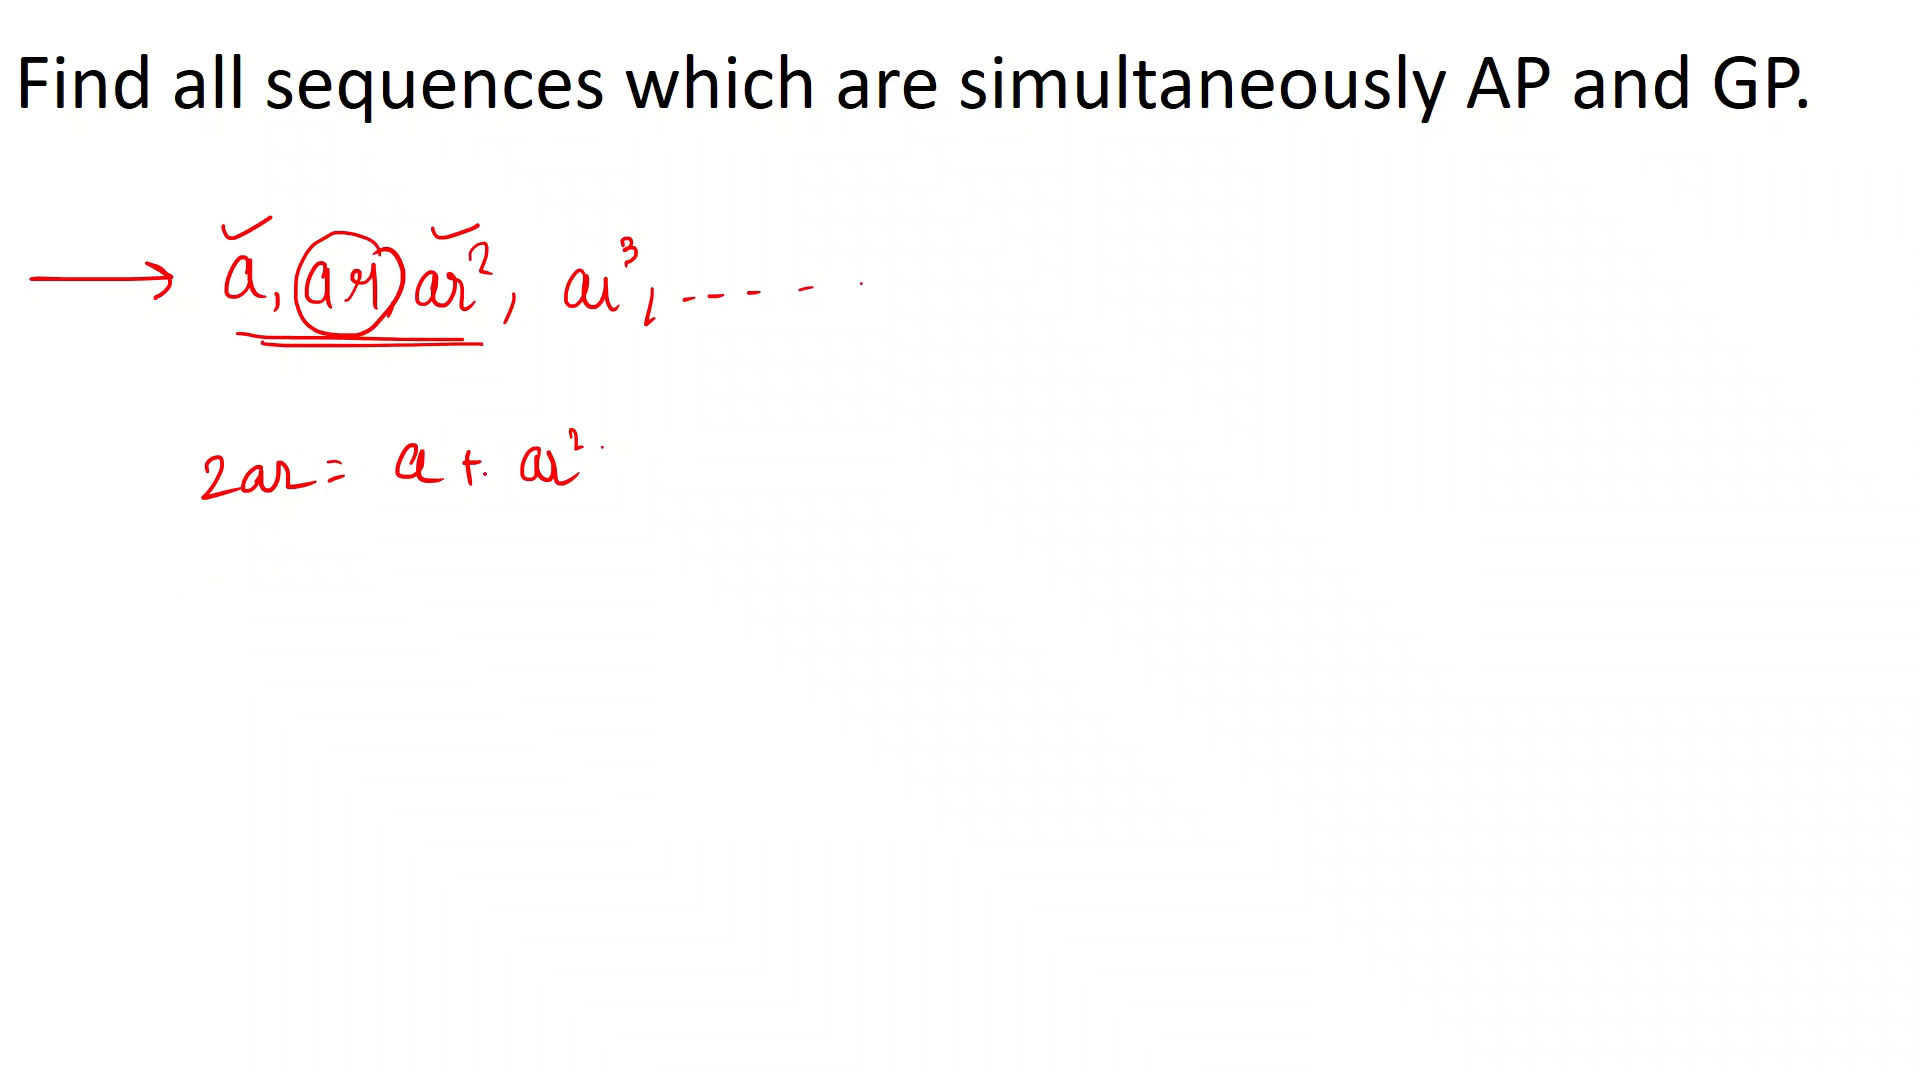 Find all sequences which are simultaneously AP and GP.
a, ar, ar², ar³, -----
2ar = a + ar²